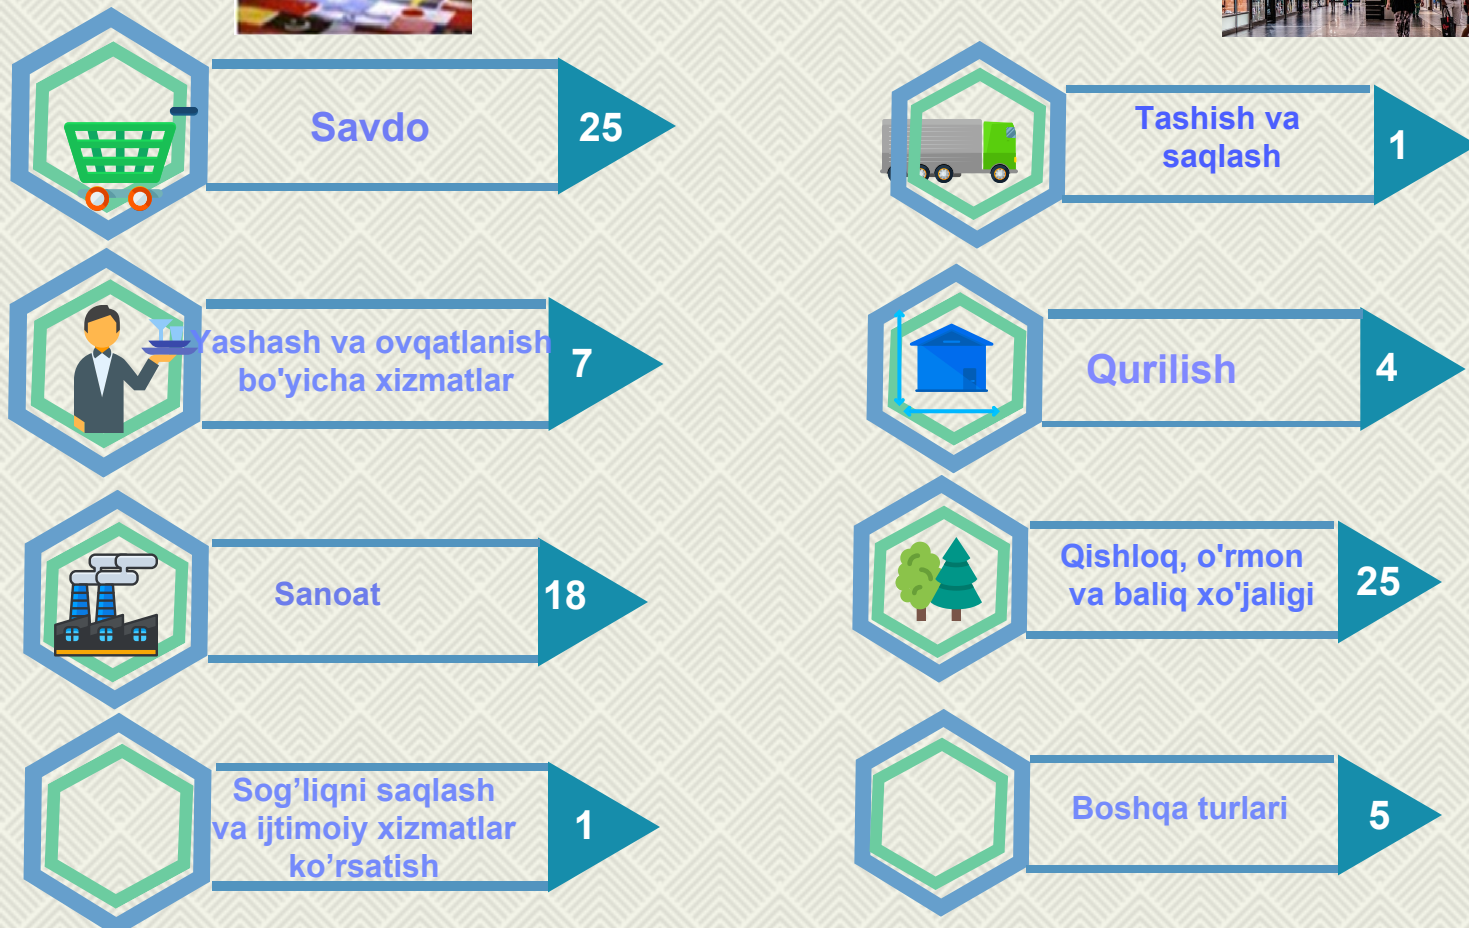 Savdo
25
Tashish va
saqlash
1
Yashash va ovqatlanish
bo'yicha xizmatlar
7
Qurilish
4
Sanoat
18
Qishloq, o'rmon
va baliq xo'jaligi
25
Sog’liqni saqlash
va ijtimoiy xizmatlar
ko’rsatish
1
Boshqa turlari
5